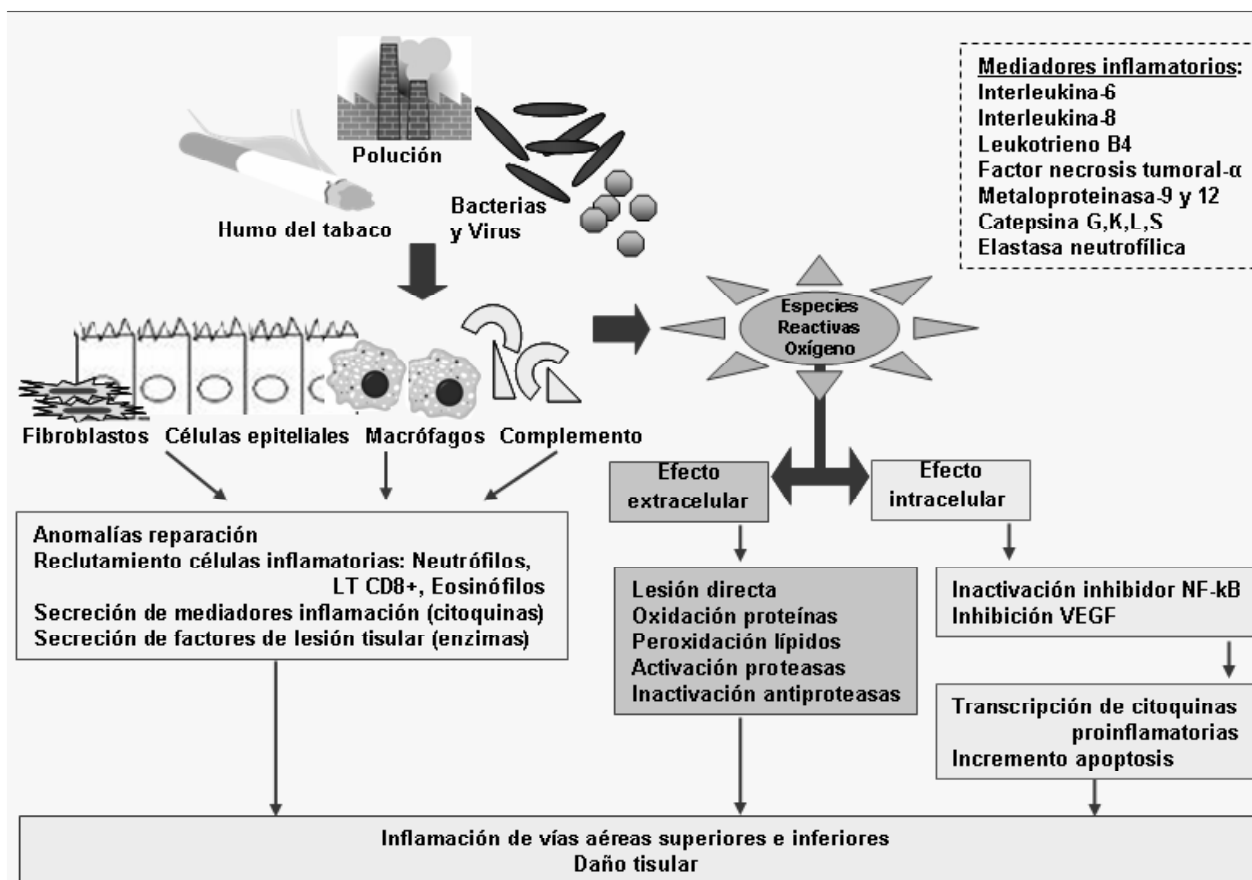 Polución
Humo del tabaco
Bacterias
y Virus
Mediadores inflamatorios:
Interleukina-6
Interleukina-8
Leukotrieno B4
Factor necrosis tumoral-α
Metaloproteinasa-9 y 12
Catepsina G,K,L,S
Elastasa neutrofílica
Especies
Reactivas
Oxígeno
Fibroblastos Células epiteliales Macrófagos Complemento
Efecto
extracelular
Efecto
intracelular
Anomalías reparación
Reclutamiento células inflamatorias: Neutrófilos,
LT CD8+, Eosinófilos
Secreción de mediadores inflamación (citoquinas)
Secreción de factores de lesión tisular (enzimas)
Lesión directa
Oxidación proteínas
Peroxidación lípidos
Activación proteasas
Inactivación antiproteasas
Inactivación inhibidor NF-kB
Inhibición VEGF
Transcripción de citoquinas
proinflamatorias
Incremento apoptosis
Inflamación de vías aéreas superiores e inferiores
Daño tisular